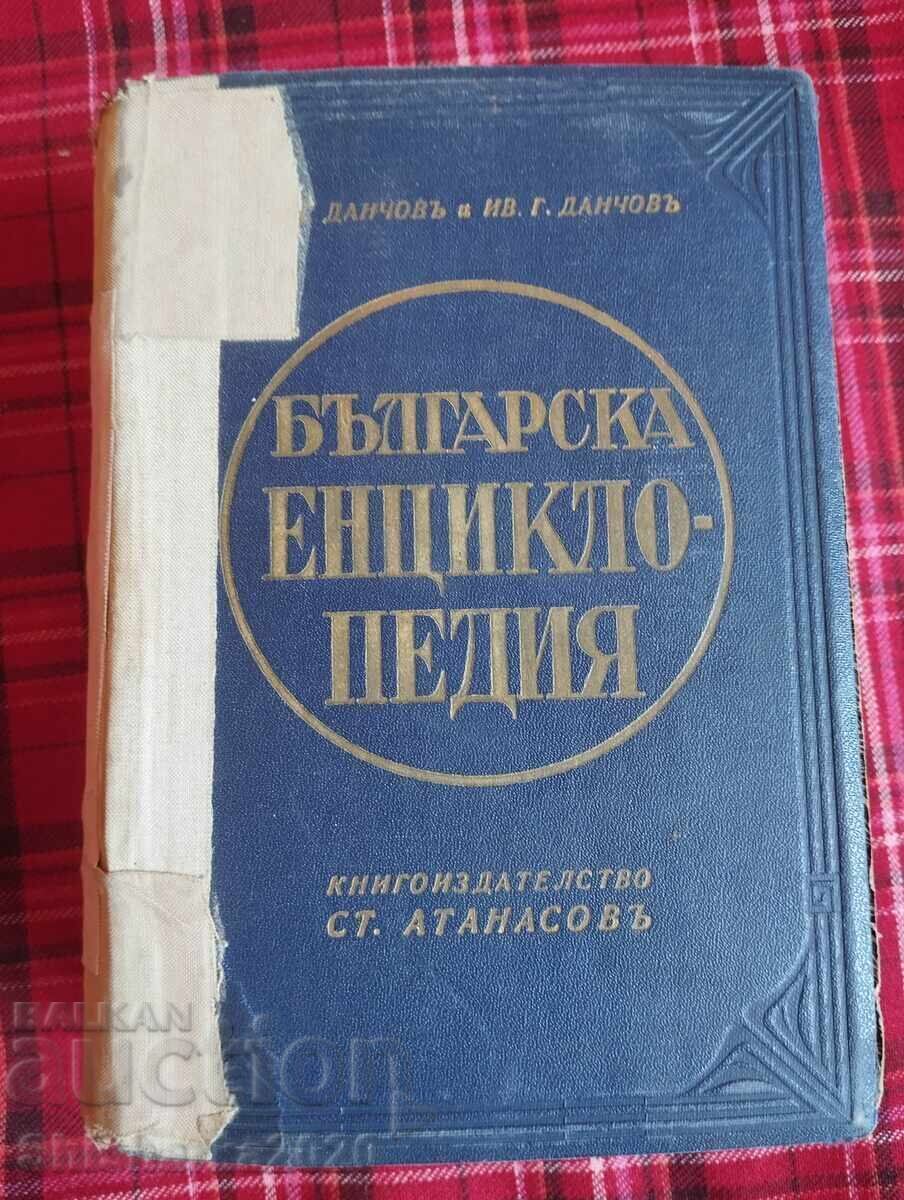 ДАНЧОВЪ и ИВ. Г. ДАНЧОВЪ
БЪЛГАРСКА
ЕНЦИКЛО-
ПЕДИЯ
КНИГОИЗДАТЕЛСТВО
СТ. АТАНАСОВЪ
BALKAN
auction